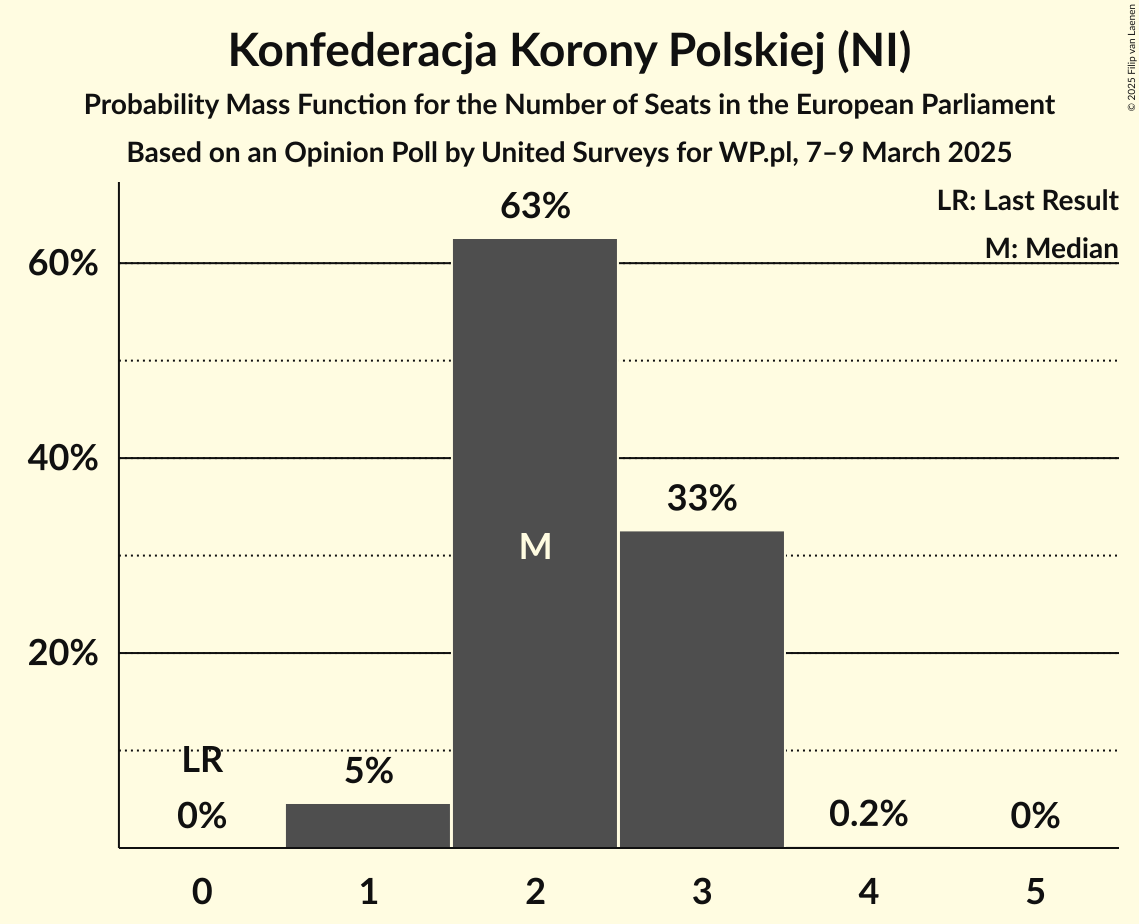 Konfederacja Korony Polskiej (NI)
Probability Mass Function for the Number of Seats in the European Parliament
Based on an Opinion Poll by United Surveys for WP.pl, 7–9 March 2025
© 2025 Filip van Laenen
LR: Last Result
M: Median
63%
60%
40%
33%
M
20%
LR
5%
0%
0.2%
0%
0 1 2 3 4 5